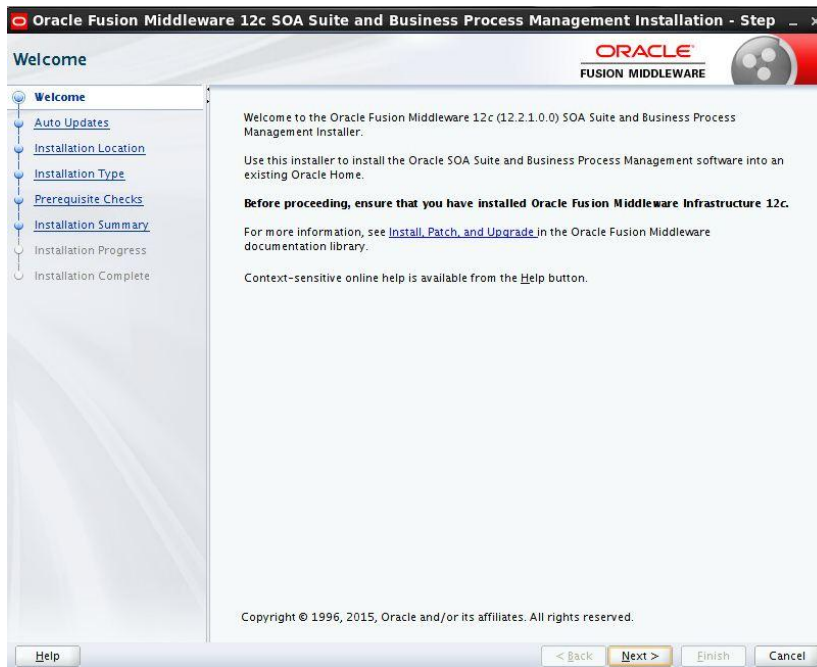 Oracle Fusion Middleware 12c SOA Suite and Business Process Management Installation - Step
Welcome
ORACLE
FUSION MIDDLEWARE
Welcome
Auto Updates
Installation Location
Installation Type
Prerequisite Checks
Installation Summary
Installation Progress
Installation Complete
Welcome to the Oracle Fusion Middleware 12c (12.2.1.0.0) SOA Suite and Business Process
Management Installer.
Use this installer to install the Oracle SOA Suite and Business Process Management software into an
existing Oracle Home.
Before proceeding, ensure that you have installed Oracle Fusion Middleware Infrastructure 12c.
For more information, see Install, Patch, and Upgrade in the Oracle Fusion Middleware
documentation library.
Context-sensitive online help is available from the Help button.
Copyright © 1996, 2015, Oracle and/or its affiliates. All rights reserved.
Help
< Back
Next >
Finish
Cancel